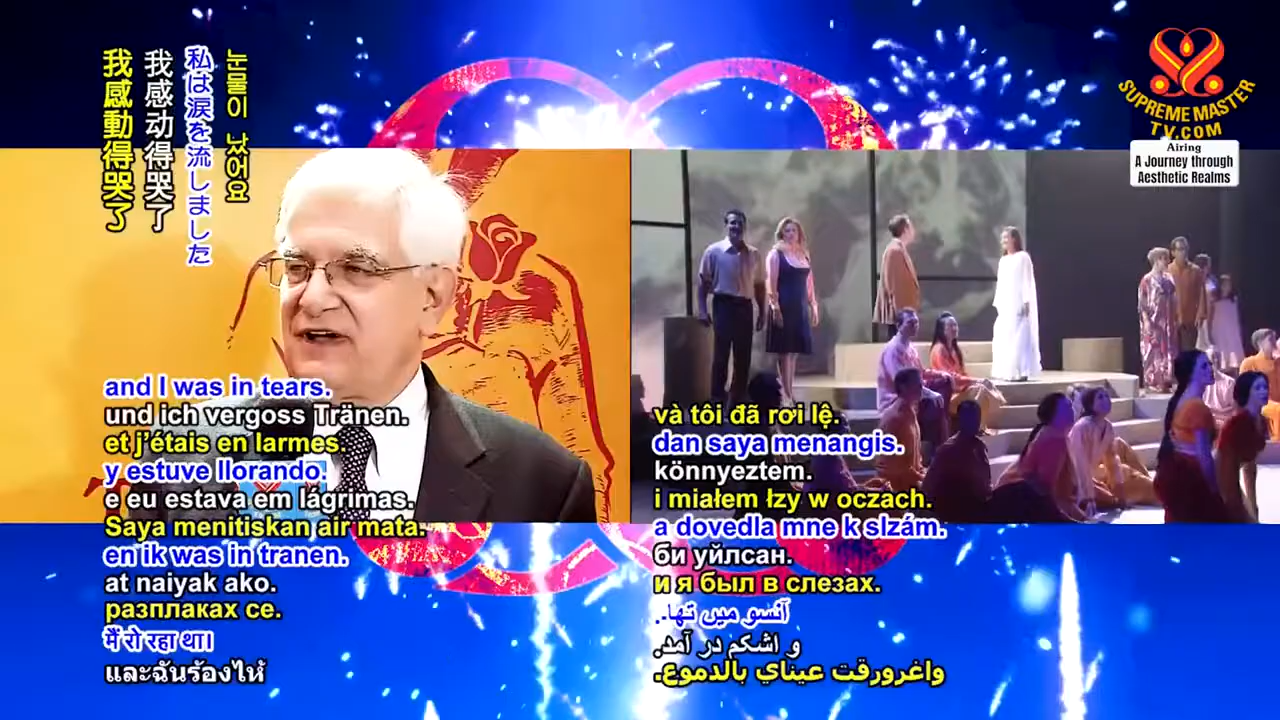 我感動得哭了
我感动得哭了
私は涙を流しました
눈물이 났어요
SUPREME MASTER
TV.COM
Airing
A Journey through
Aesthetic Realms
and I was in tears.
und ich vergoss Tränen.
et j'étais en larmes.
y estuve llorando.
e eu estava em lágrimas.
Saya menitiskan air mata.
en ik was in tranen.
at naiyak ako.
разплаках се.
मैं रो रहा था।
และฉันร้องไห้
và tôi đã rơi lệ.
dan saya menangis.
könnyeztem.
i miałem łzy w oczach.
a dovedla mne k slzám.
би уйлсан.
и я был в слезах.
آنسو میں تھا۔.
و اشکم در آمد.
واغرورقت عيناي بالدموع.